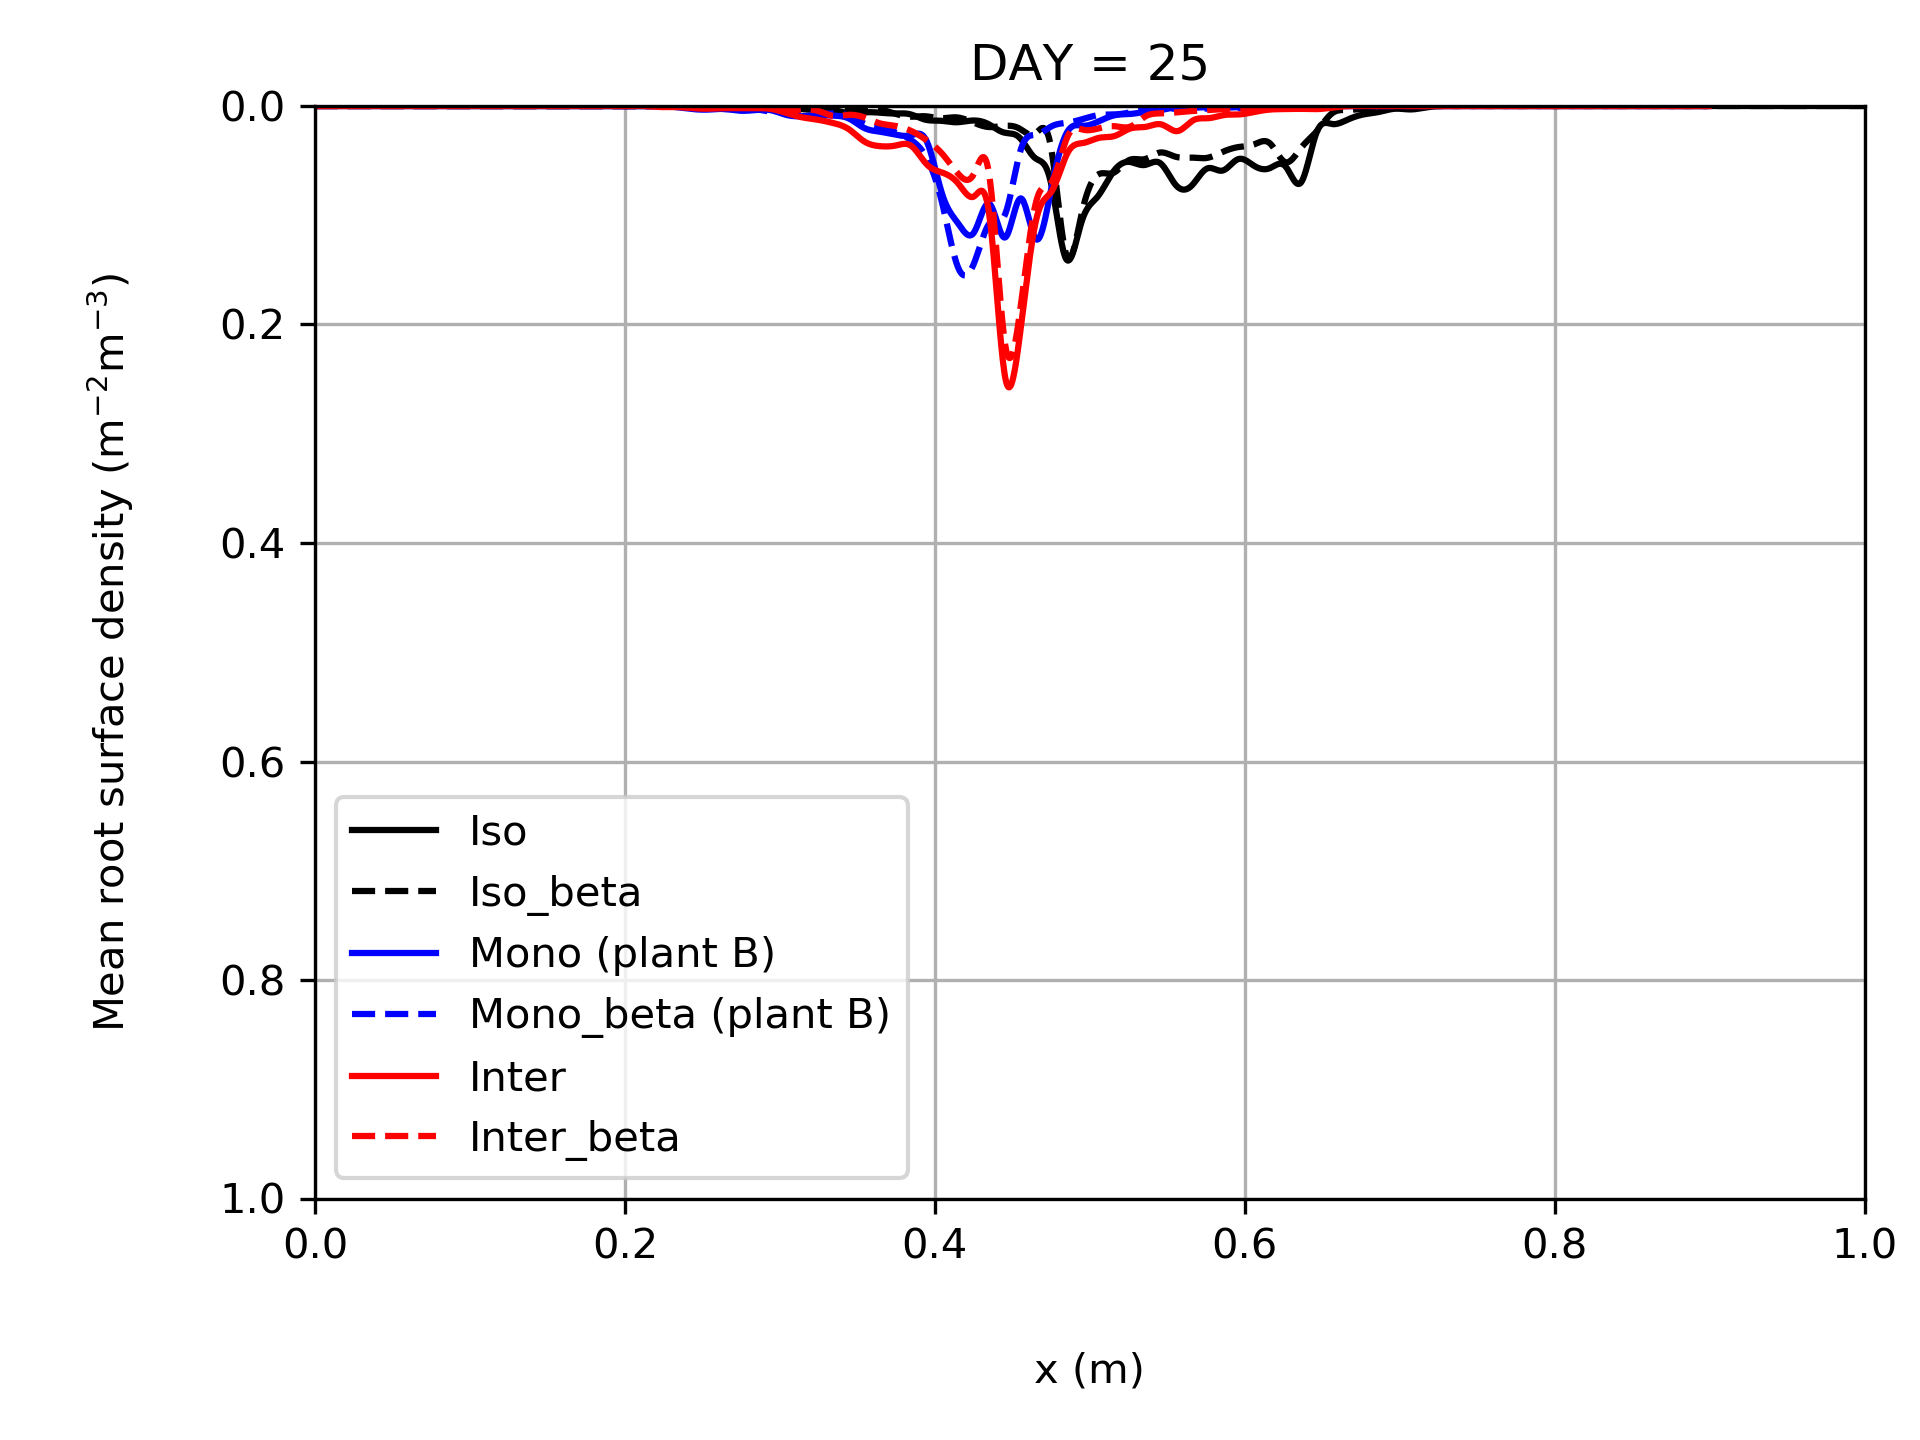 DAY = 25
Mean root surface density (m⁻²m⁻³)
0.0
0.2
0.4
0.6
0.8
1.0
Iso
Iso_beta
Mono (plant B)
Mono_beta (plant B)
Inter
Inter_beta
0.0 0.2 0.4 0.6 0.8 1.0
x (m)